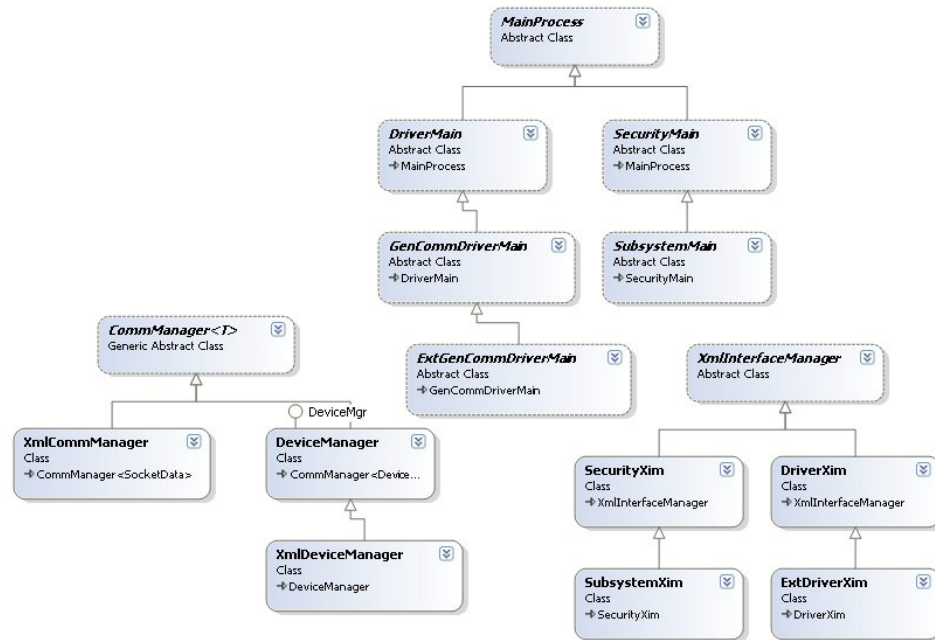 MainProcess
Abstract Class
DriverMain
Abstract Class
MainProcess
SecurityMain
Abstract Class
MainProcess
GenCommDriverMain
Abstract Class
DriverMain
SubsystemMain
Abstract Class
SecurityMain
CommManager<T>
Generic Abstract Class
ExtGenCommDriverMain
Abstract Class
GenCommDriverMain
XmlInterfaceManager
Abstract Class
DeviceMgr
XmlCommManager
Class
CommManager<SocketData>
DeviceManager
Class
CommManager<Device...
SecurityXim
Class
XmlInterfaceManager
DriverXim
Class
XmlInterfaceManager
XmlDeviceManager
Class
DeviceManager
SubsystemXim
Class
SecurityXim
ExtDriverXim
Class
DriverXim